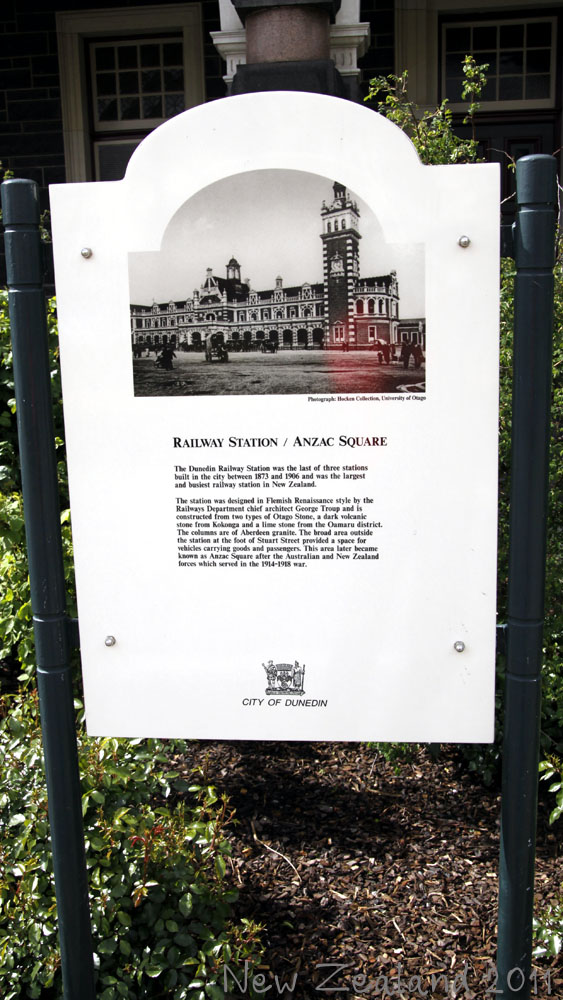 Photograph: Hocken Collection, University of Otago
RAILWAY STATION / ANZAC SQUARE
The Dunedin Railway Station was the last of three stations
built in the city between 1873 and 1906 and was the largest
and busiest railway station in New Zealand.
The station was designed in Flemish Renaissance style by the
Railways Department chief architect George Troup and is
constructed from two types of Otago Stone, a dark volcanic
stone from Kokonga and a lime stone from the Oamaru district.
The columns are of Aberdeen granite. The broad area outside
the station at the foot of Stuart Street provided a space for
vehicles carrying goods and passengers. This area later became
known as Anzac Square after the Australian and New Zealand
forces which served in the 1914-1918 war.
CITY OF DUNEDIN
New Zealand 2011